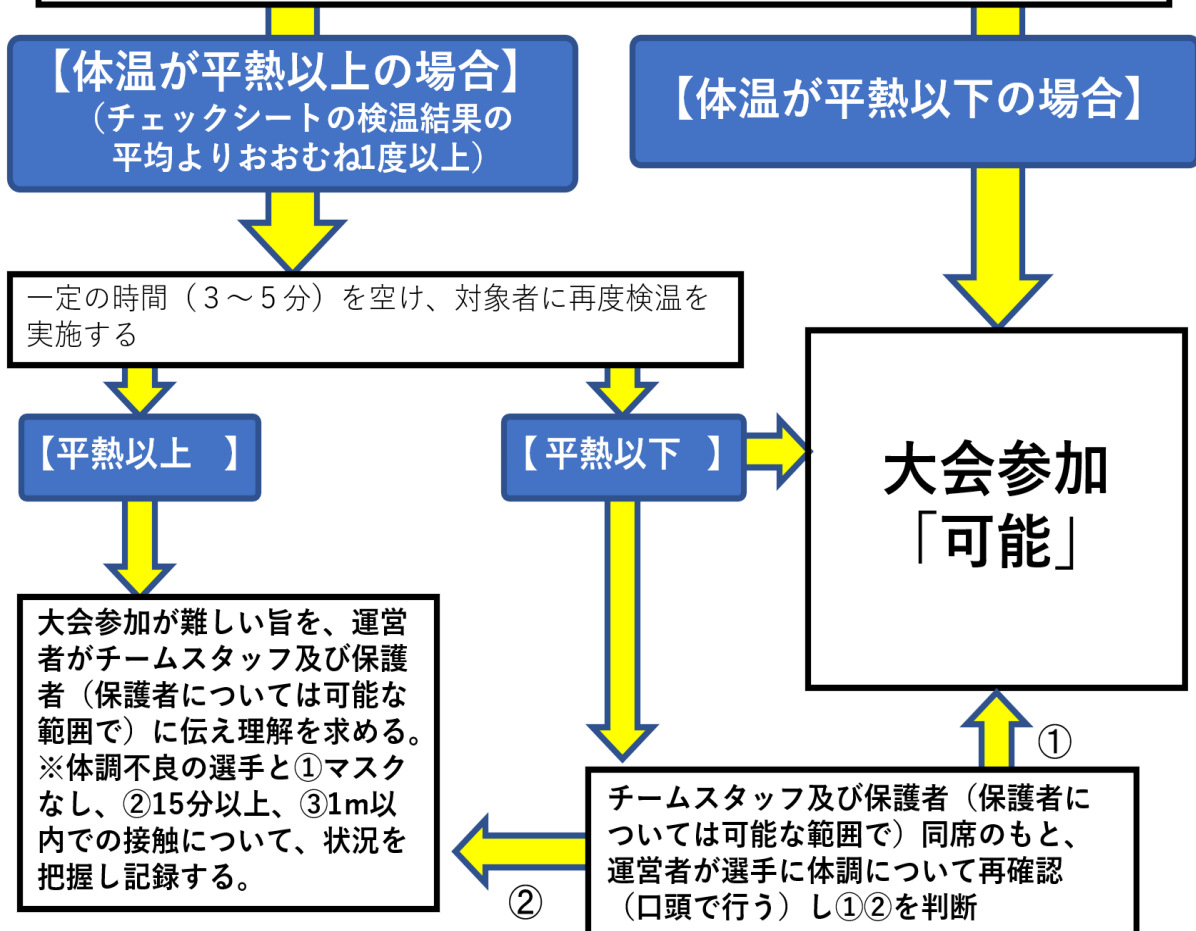 【体温が平熱以上の場合】
（チェックシートの検温結果の
平均よりおおむね1度以上）
【体温が平熱以下の場合】
一定の時間（３～５分）を空け、対象者に再度検温を
実施する
【平熱以上　】
【 平熱以下　】
大会参加
「可能」
大会参加が難しい旨を、運営
者がチームスタッフ及び保護
者（保護者については可能な
範囲で）に伝え理解を求める。
※体調不良の選手と①マスク
なし、②15分以上、③1m以
内での接触について、状況を
把握し記録する。
①
チームスタッフ及び保護者（保護者に
ついては可能な範囲で）同席のもと、
運営者が選手に体調について再確認
（口頭で行う）し①②を判断
②